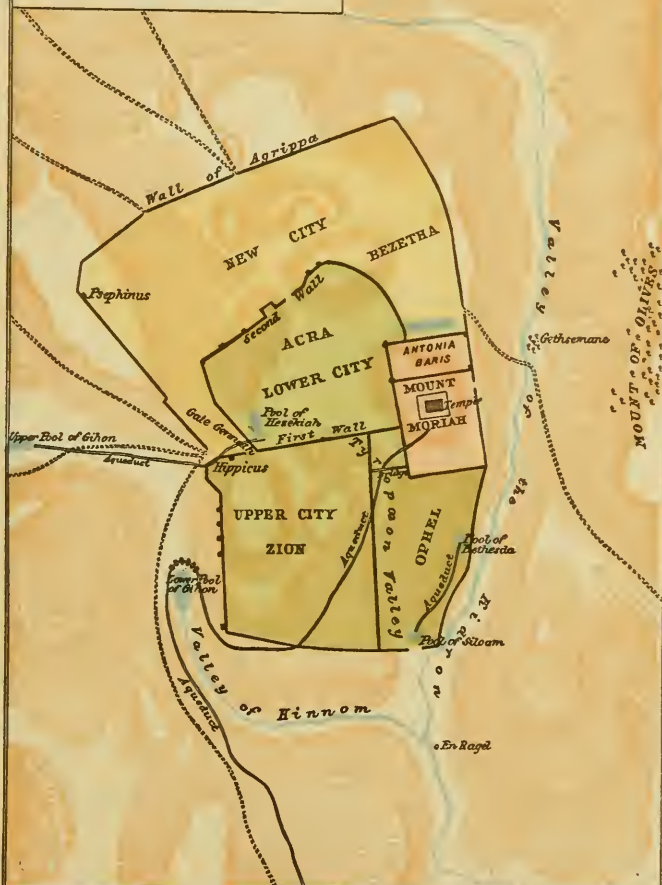 Wall of Agrippa
NEW CITY
BEZETHA
Psephinus
Second Wall
ACRA
LOWER CITY
ANTONIA
BARIS
MOUNT
MORIAH
Temple
Valley of the Kidron
Gethsemane
MOUNT OF OLIVES
Gate Gennath
Pool of
Hezekiah
First Wall
Upper Pool of Gihon
Aqueduct
Hippicus
Tyropœon Valley
Bridge
UPPER CITY
ZION
Aqueduct
OPHEL
Pool of
Bethesda
Aqueduct
Lower Pool
of Gihon
Pool of Siloam
Valley of Hinnom
Aqueduct
En Rogel